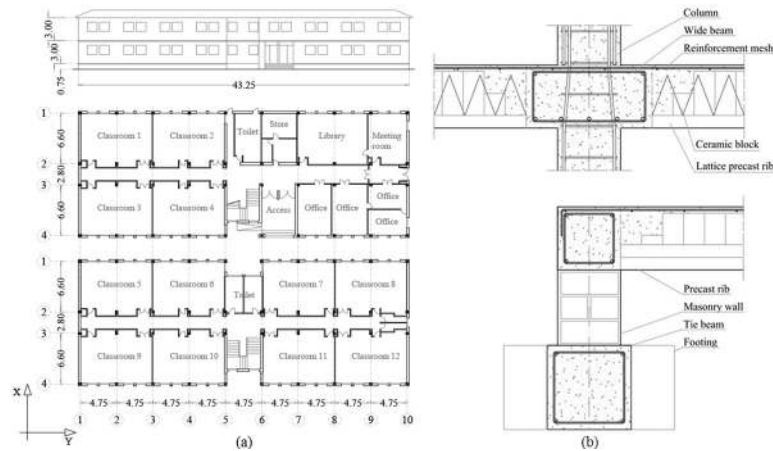 3.00
3.00
0.75
43.25
1
2
3
4
6.60
2.80
6.60
Classroom 1
Classroom 2
Toilet
Store
Library
Meeting
room
Classroom 3
Classroom 4
Access
Office
Office
Office
Office
1
2
3
4
6.60
2.80
6.60
Classroom 5
Classroom 6
Toilet
Classroom 7
Classroom 8
Classroom 9
Classroom 10
Classroom 11
Classroom 12
X
Y
4.75 4.75 4.75 4.75 4.75 4.75 4.75 4.75 4.75
1 2 3 4 5 6 7 8 9 10
(a)
Column
Wide beam
Reinforcement mesh
Ceramic block
Lattice precast rib
Precast rib
Masonry wall
Tie beam
Footing
(b)